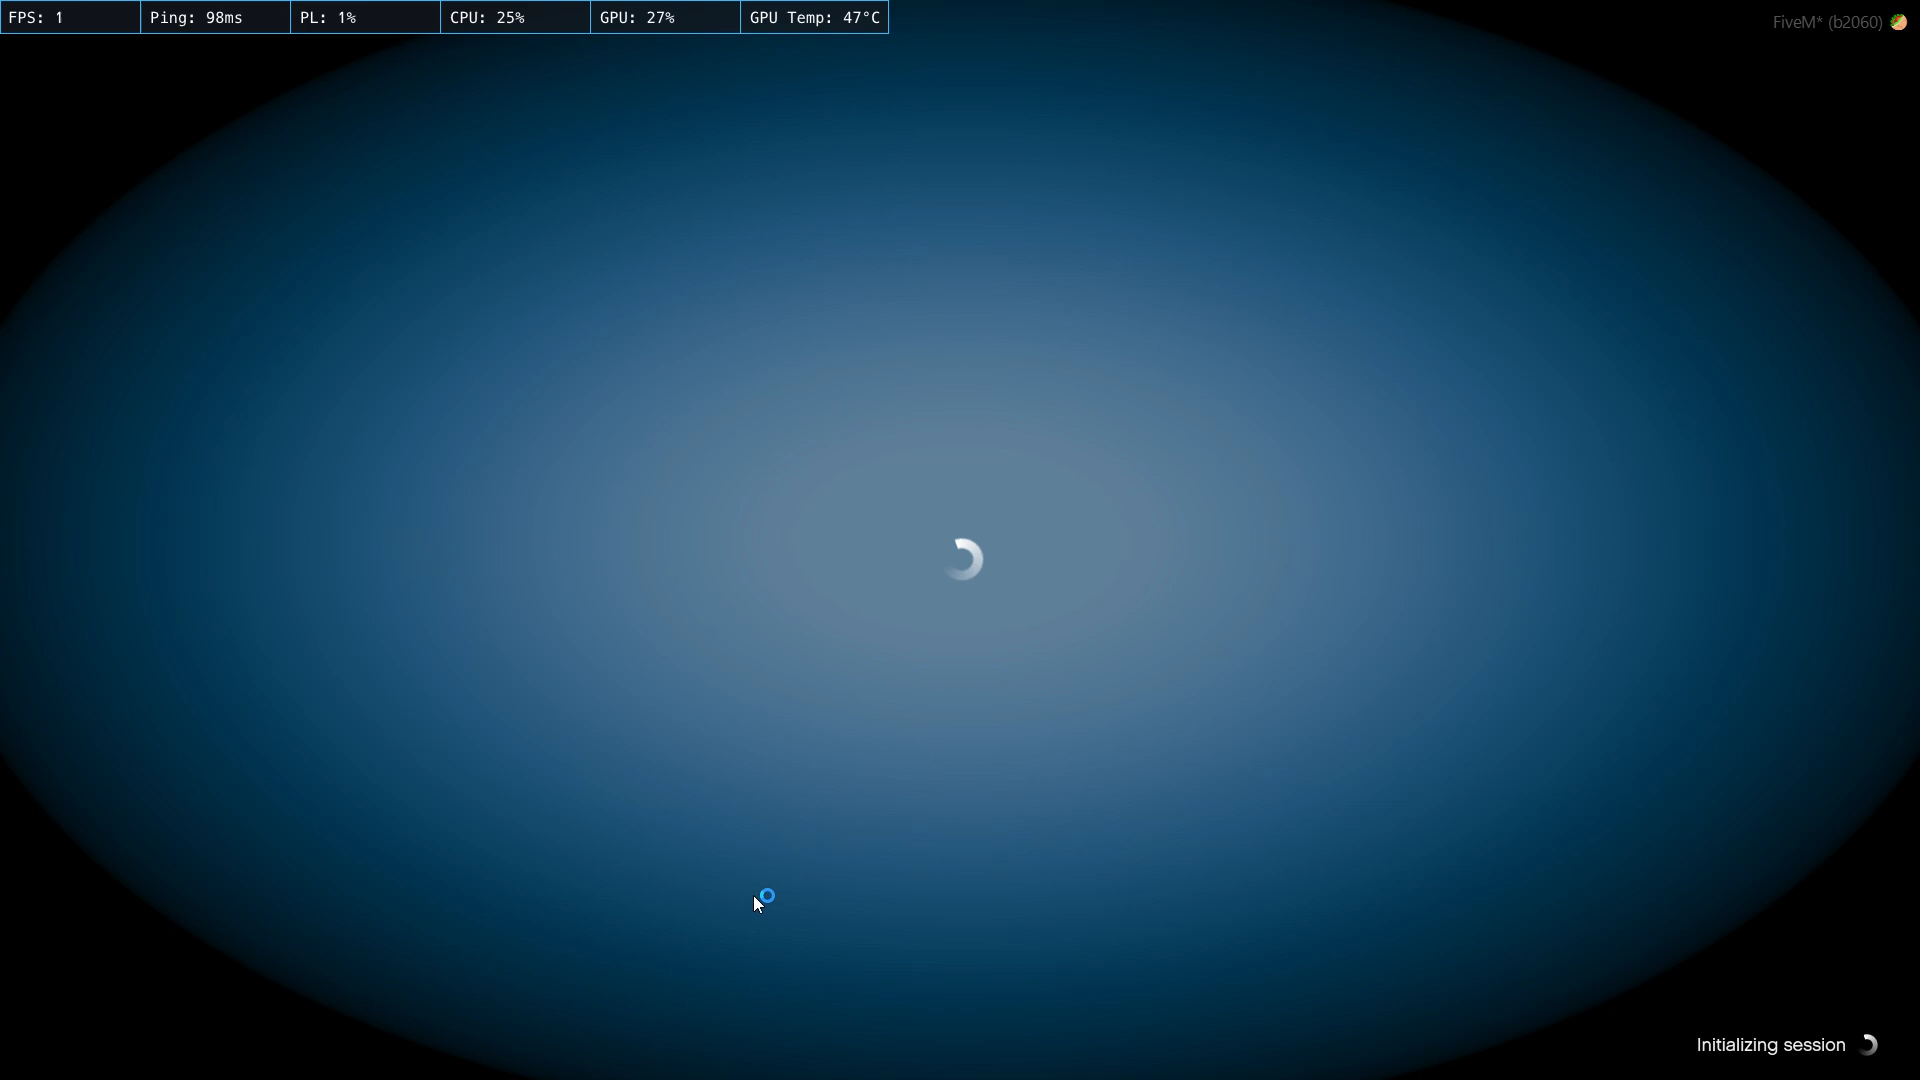 FPS: 1 Ping: 98ms PL: 1% CPU: 25% GPU: 27% GPU Temp: 47°C
FiveM* (b2060)
Initializing session